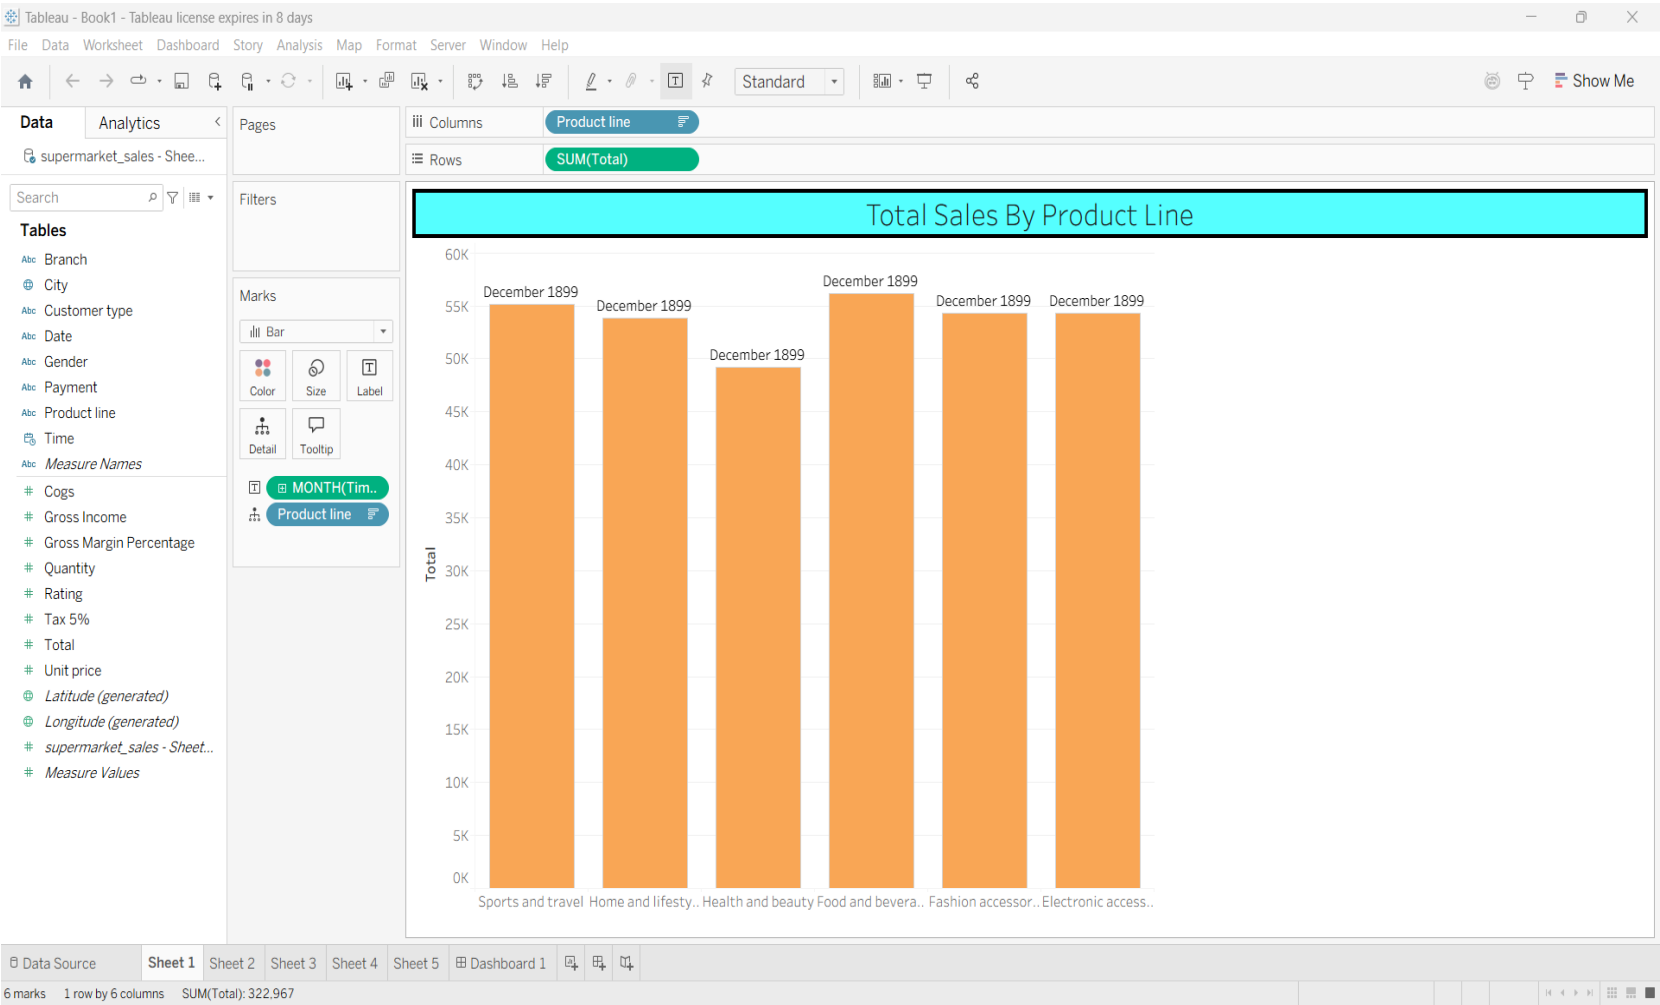 Tableau - Book1 - Tableau license expires in 8 days
File Data Worksheet Dashboard Story Analysis Map Format Server Window Help
Standard
Show Me
Data Analytics
supermarket_sales - Shee...
Search
Tables
Abc Branch
City
Abc Customer type
Abc Date
Abc Gender
Abc Payment
Abc Product line
Time
Abc Measure Names
# Cogs
# Gross Income
# Gross Margin Percentage
# Quantity
# Rating
# Tax 5%
# Total
# Unit price
Latitude (generated)
Longitude (generated)
# supermarket_sales - Sheet...
# Measure Values
Pages
Filters
Marks
Bar
Color Size T Label
Detail Tooltip
T MONTH(Tim..
Product line
Columns Product line
Rows SUM(Total)
Total Sales By Product Line
60K
55K
50K
45K
40K
35K
30K
25K
20K
15K
10K
5K
0K
Total
December 1899
December 1899
December 1899
December 1899
December 1899
December 1899
Sports and travel Home and lifesty.. Health and beauty Food and bevera.. Fashion accessor.. Electronic access..
Data Source Sheet 1 Sheet 2 Sheet 3 Sheet 4 Sheet 5 Dashboard 1
6 marks 1 row by 6 columns SUM(Total): 322,967